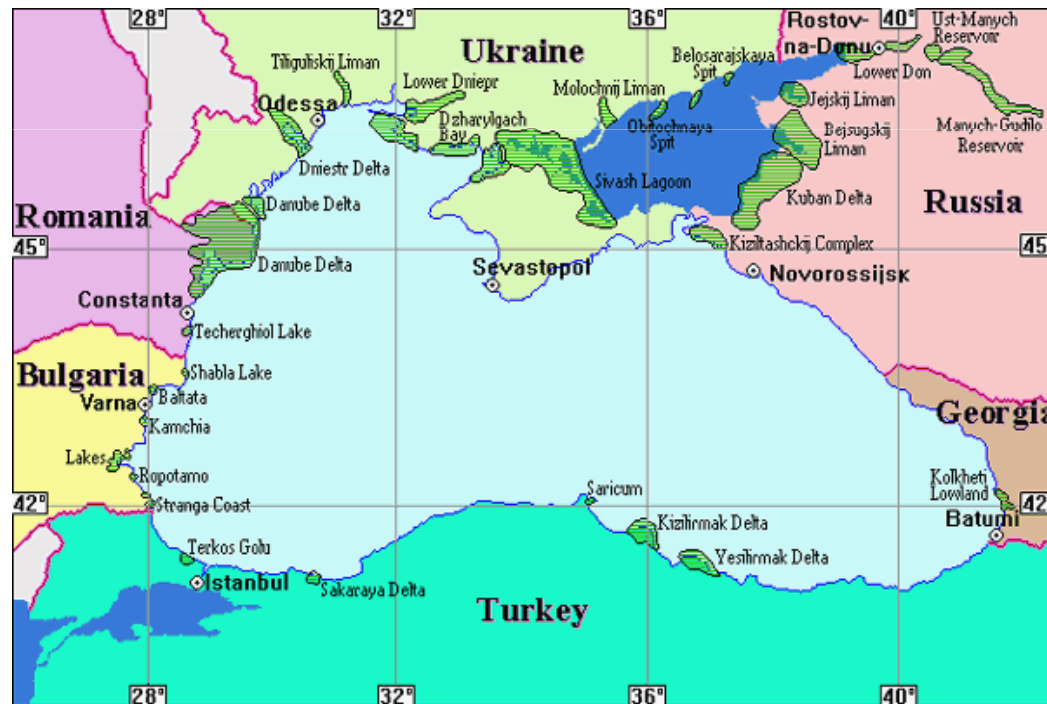 28°
32°
36°
40°
Rostov-
na-Donu
Ust-Manych
Reservoir
Ukraine
Tiligulskij Liman
Lower Dniepr
Belosarajskaya
Spit
Molochnij Liman
Lower Don
Odessa
Dzharylgach
Bay
Obitochnaya
Spit
Jejskij Liman
Bejsugskij
Liman
Manych-Gudilo
Reservoir
Dniestr Delta
Sivash Lagoon
Kuban Delta
Romania
Danube Delta
Russia
45°
45
Danube Delta
Kiziltashckij Complex
Sevastopol
Novorossijsk
Constanta
Techerghiol Lake
Bulgaria
Shabla Lake
Varna
Baltata
Georgia
Kamchia
Lakes
Ropotamo
Kolkheti
Lowland
Saricum
42°
Stranga Coast
42
Batumi
Kizilirmak Delta
Terkos Golu
Yesilirmak Delta
Istanbul
Sakaraya Delta
Turkey
28°
32°
36°
40°